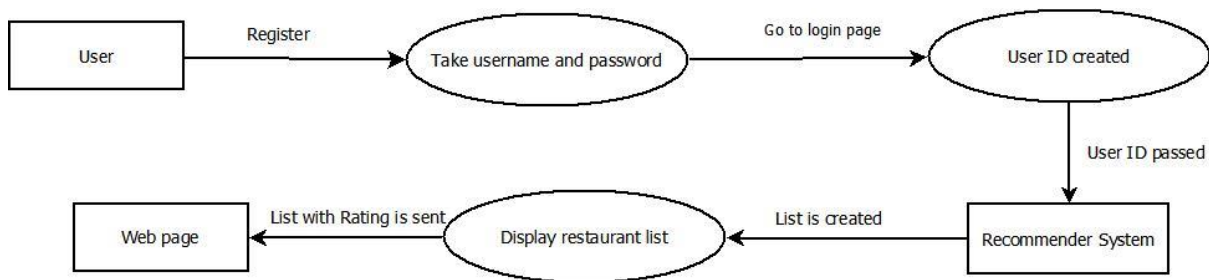 User
Register
Take username and password
Go to login page
User ID created
User ID passed
Recommender System
List is created
Display restaurant list
List with Rating is sent
Web page